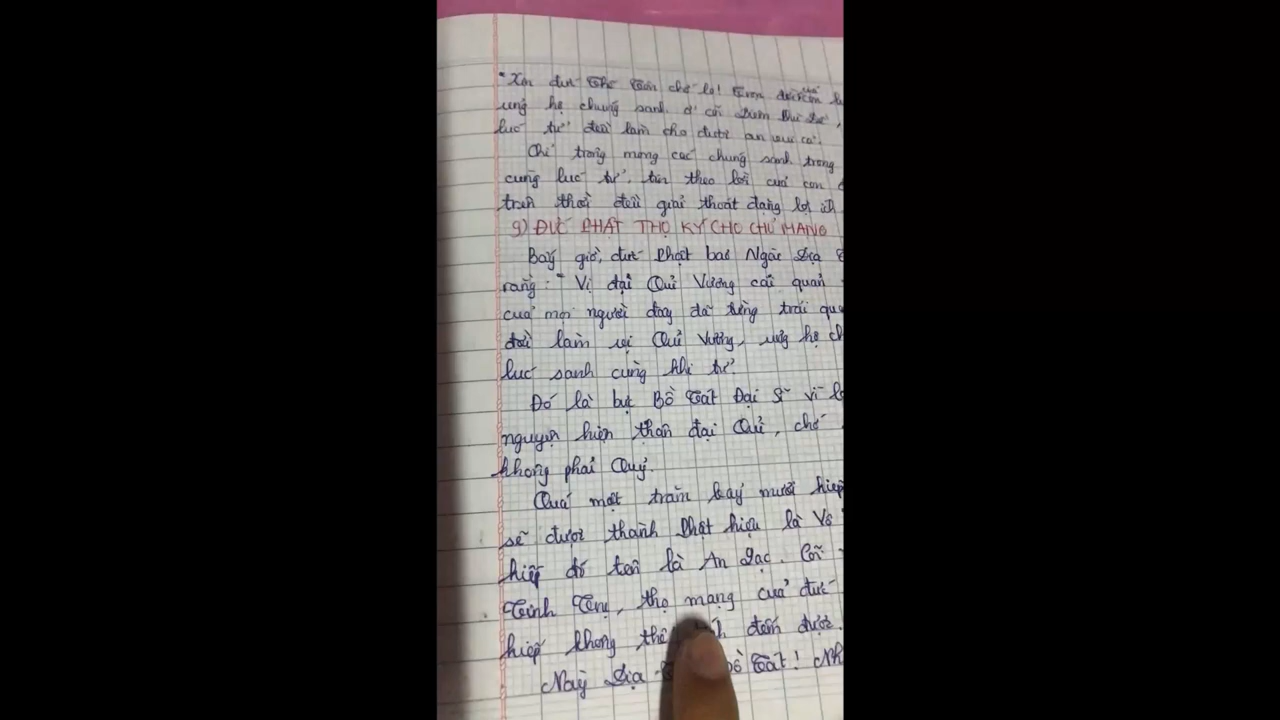 "Xin đức Thế Tôn chớ lo! Trọn đời con
ủng hộ chúng sanh ở cõi Diêm Phù Đề,
lúc tử đều làm cho được an vui cả.
Chỉ trông mong các chúng sanh trong
cùng lúc tử, tin theo lời của con
thời đều giải thoát đặng lợi
9) ĐỨC PHẬT THỌ KÝ CHO CHỦ MẠNG
Bấy giờ, đức Phật bảo Ngài Địa
rằng: "Vị đại Quỉ Vương cai quản
của mọi người đây đã từng trải qua
đời làm vị Quỉ Vương, ủng hộ
lúc sanh cùng khi tử.
Đó là bực Bồ Tát Đại Sĩ vì
nguyện hiện thân đại Quỉ, chớ
không phải Quỷ.
Quá một trăm bảy mươi kiếp
sẽ được thành Phật hiệu là Vô
kiếp đó tên là An Lạc. Cõi
Tịnh Trụ, thọ mạng của đức
kiếp không thể đếm được.
Này Địa Bồ Tát!